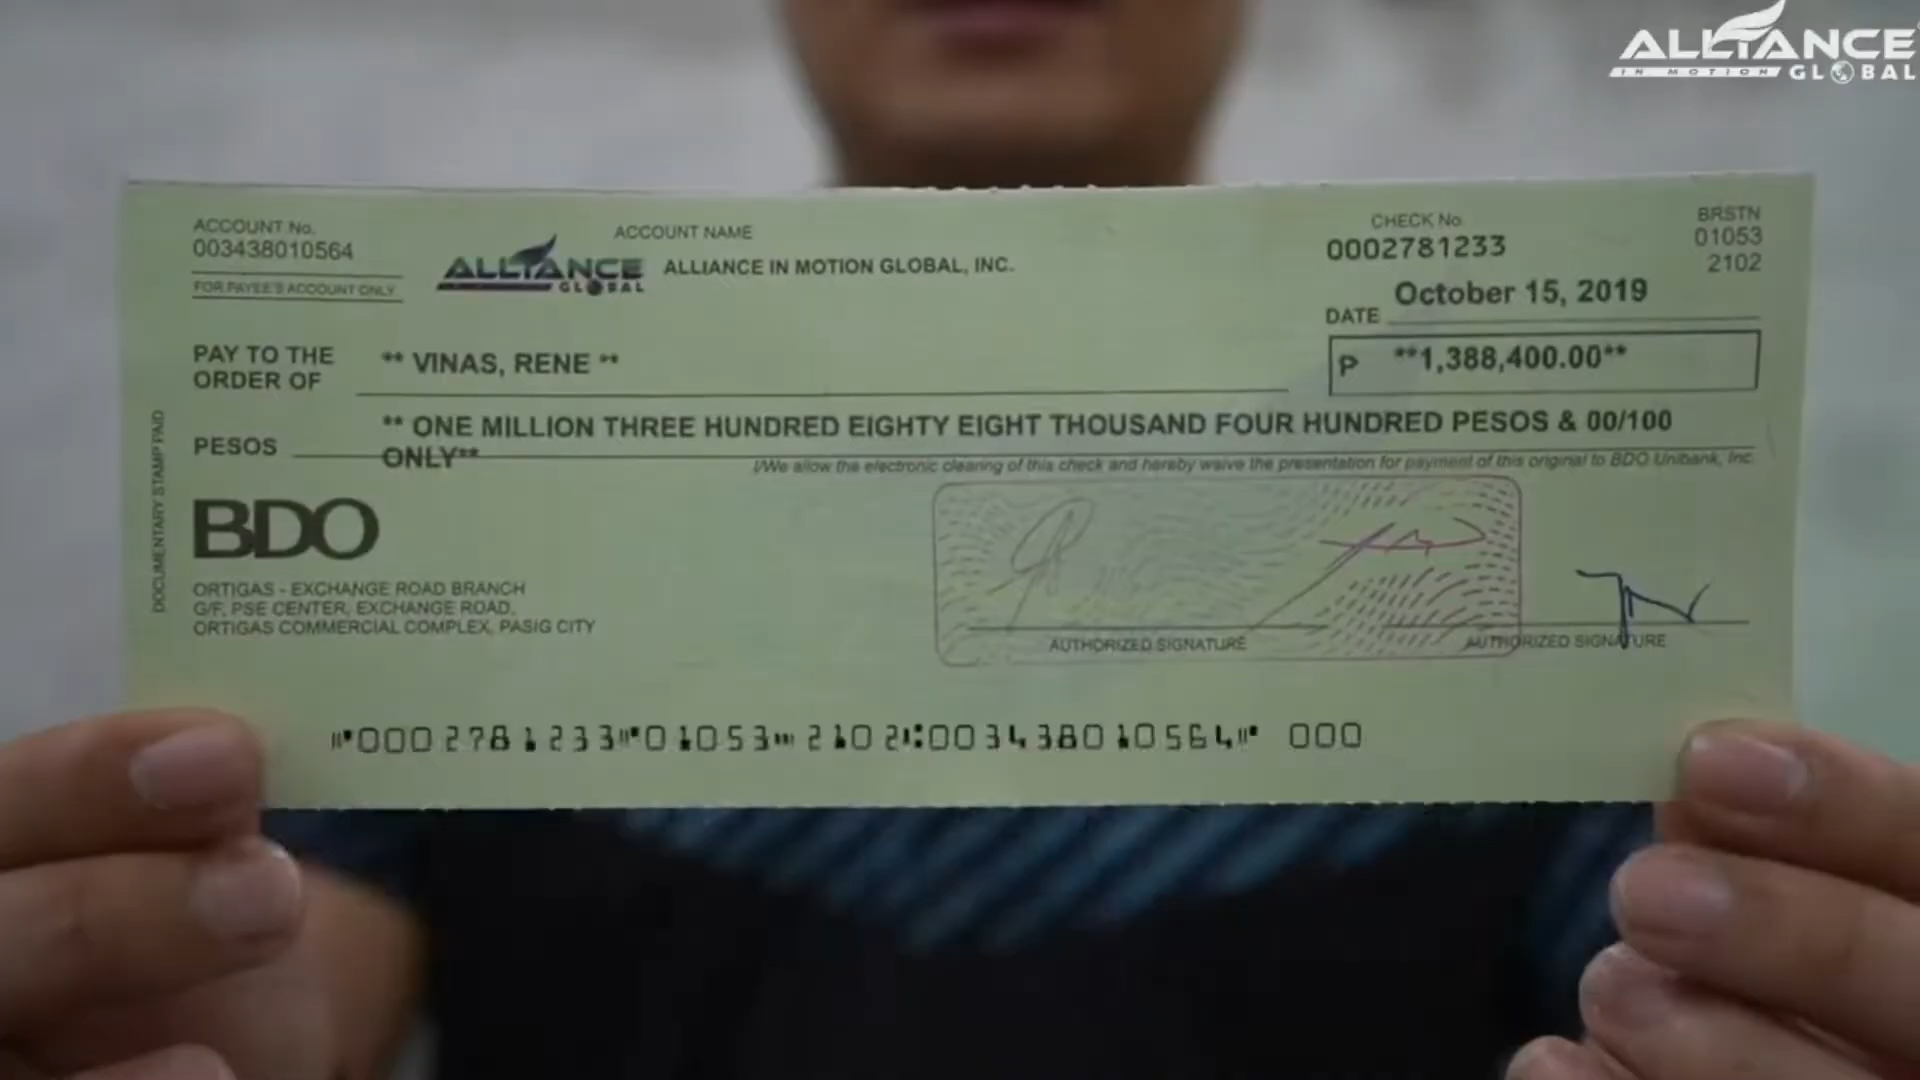 ALLIANCE
IN MOTION GLOBAL
ACCOUNT No.
003438010564
FOR PAYEE'S ACCOUNT ONLY
ALLIANCE
GLOBAL
ACCOUNT NAME
ALLIANCE IN MOTION GLOBAL, INC.
CHECK No.
0002781233
BRSTN
01053
2102
DATE October 15, 2019
PAY TO THE
ORDER OF
** VINAS, RENE **
P **1,388,400.00**
PESOS
** ONE MILLION THREE HUNDRED EIGHTY EIGHT THOUSAND FOUR HUNDRED PESOS & 00/100
ONLY**
I/We allow the electronic clearing of this check and hereby waive the presentation for payment of this original to BDO Unibank, Inc.
DOCUMENTARY STAMP PAID
BDO
ORTIGAS - EXCHANGE ROAD BRANCH
G/F, PSE CENTER, EXCHANGE ROAD,
ORTIGAS COMMERCIAL COMPLEX, PASIG CITY
AUTHORIZED SIGNATURE
AUTHORIZED SIGNATURE
⑈0002781233⑈01053⑉2102⑆003438010564⑈ 000